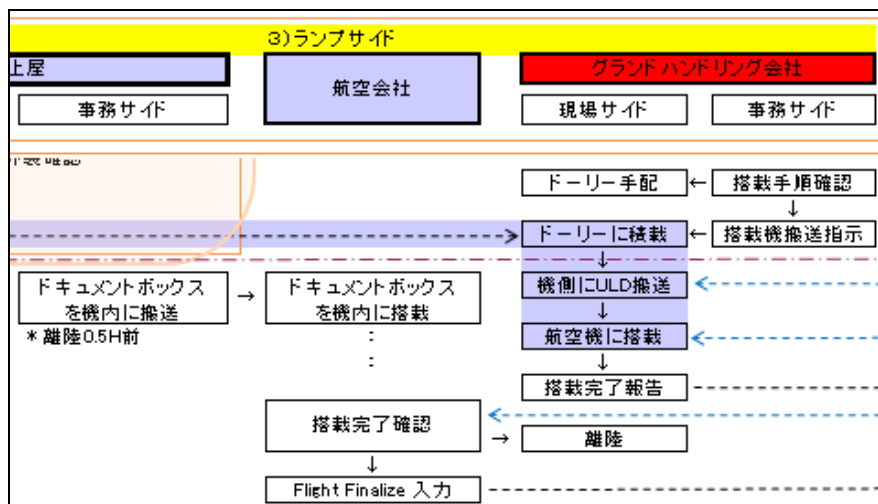 3)ランプサイド
上屋
航空会社
グランドハンドリング会社
事務サイド
現場サイド
事務サイド
ドーリー手配
←
搭載手順確認
↓
ドーリーに積載
←
搭載機搬送指示
↓
ドキュメントボックス
を機内に搬送
→
ドキュメントボックス
を機内に搭載
機側にULD搬送
↓
*離陸0.5H前
:
:
航空機に搭載
↓
搭載完了報告
搭載完了確認
→
離陸
↓
Flight Finalize 入力